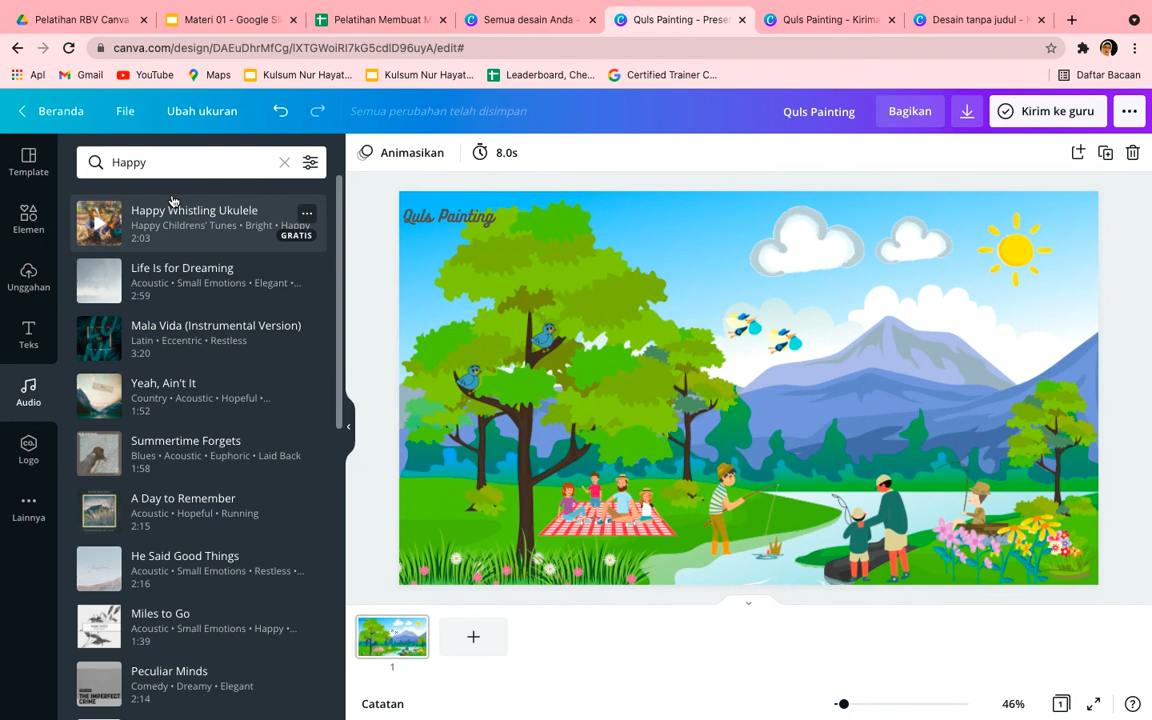 Pelatihan RBV Canva
Materi 01 - Google Sli
Pelatihan Membuat M
Semua desain Anda -
Quls Painting - Prese
Quls Painting - Kirima
Desain tanpa judul -
canva.com/design/DAEuDhrMfCg/lXTGWoiRI7kG5cdlD96uyA/edit#
Apl
Gmail
YouTube
Maps
Kulsum Nur Hayat...
Kulsum Nur Hayat...
Leaderboard, Che...
Certified Trainer C...
Daftar Bacaan
Beranda
File
Ubah ukuran
Semua perubahan telah disimpan
Quls Painting
Bagikan
Kirim ke guru
Template
Elemen
Unggahan
Teks
Audio
Logo
Lainnya
Happy
Happy Whistling Ukulele
Happy Childrens' Tunes • Bright • Happy
2:03
GRATIS
Life Is for Dreaming
Acoustic • Small Emotions • Elegant •...
2:59
Mala Vida (Instrumental Version)
Latin • Eccentric • Restless
3:20
Yeah, Ain't It
Country • Acoustic • Hopeful •...
1:52
Summertime Forgets
Blues • Acoustic • Euphoric • Laid Back
1:58
A Day to Remember
Acoustic • Hopeful • Running
2:15
He Said Good Things
Acoustic • Small Emotions • Restless •...
2:16
Miles to Go
Acoustic • Small Emotions • Happy •...
1:39
Peculiar Minds
Comedy • Dreamy • Elegant
2:14
Animasikan
8.0s
Quls Painting
1
Catatan
46%
1